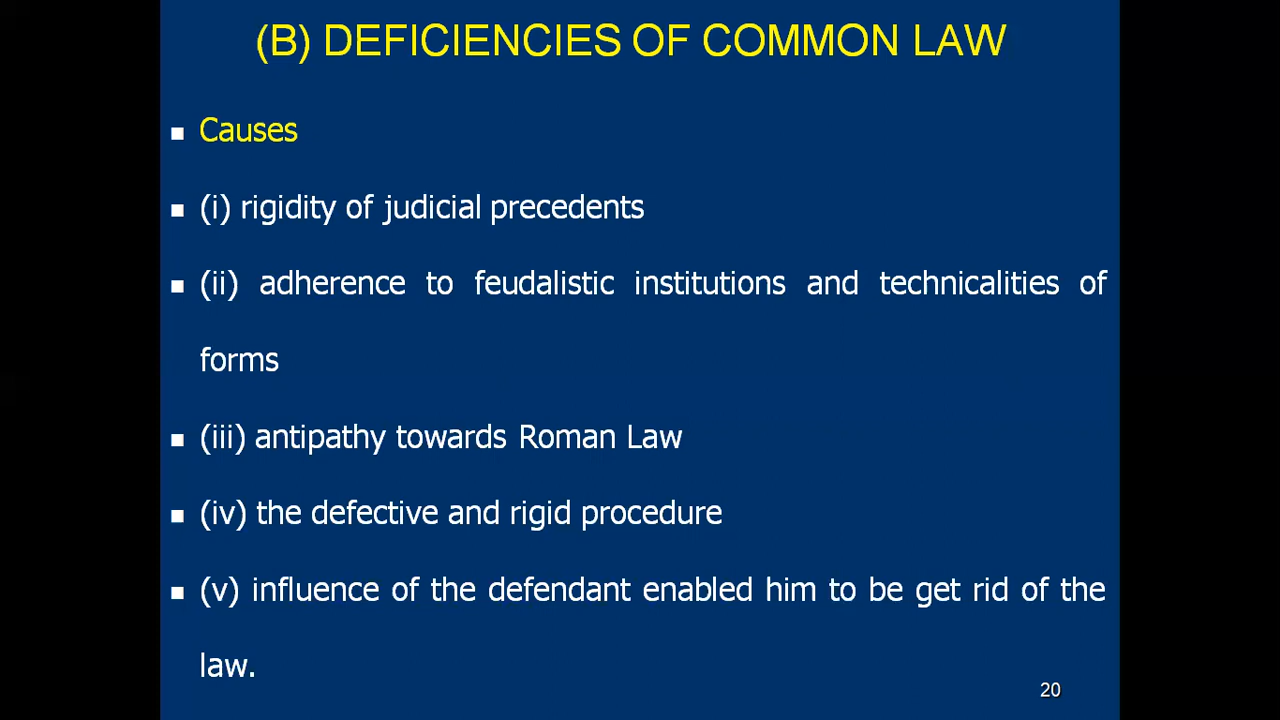 (B) DEFICIENCIES OF COMMON LAW
Causes
(i) rigidity of judicial precedents
(ii) adherence to feudalistic institutions and technicalities of
forms
(iii) antipathy towards Roman Law
(iv) the defective and rigid procedure
(v) influence of the defendant enabled him to be get rid of the
law.
20